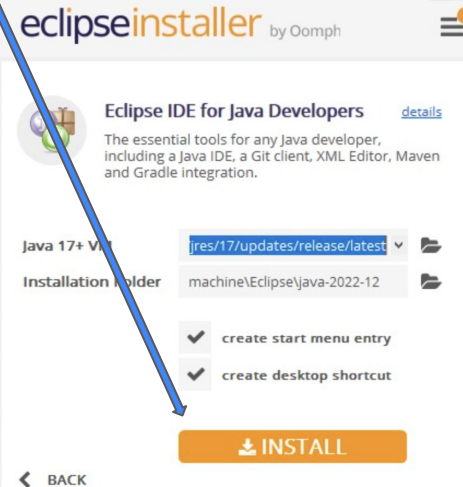 eclipseinstaller by Oomph
Eclipse IDE for Java Developers details
The essential tools for any Java developer,
including a Java IDE, a Git client, XML Editor, Maven
and Gradle integration.
Java 17+ VM jres/17/updates/release/latest
Installation Folder machine\Eclipse\java-2022-12
create start menu entry
create desktop shortcut
INSTALL
BACK